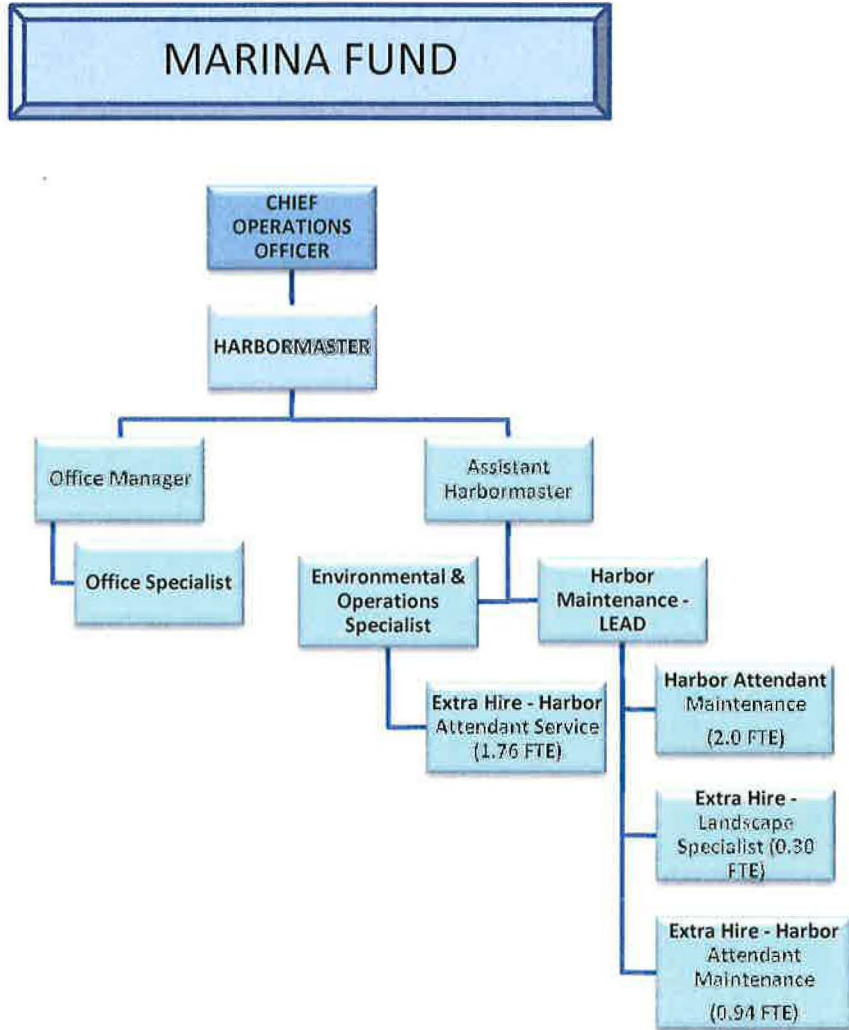 MARINA FUND
CHIEF
OPERATIONS
OFFICER
HARBORMASTER
Office Manager
Assistant
Harbormaster
Office Specialist
Environmental &
Operations
Specialist
Harbor
Maintenance -
LEAD
Extra Hire - Harbor
Attendant Service
(1.76 FTE)
Harbor Attendant
Maintenance
(2.0 FTE)
Extra Hire -
Landscape
Specialist (0.30
FTE)
Extra Hire - Harbor
Attendant
Maintenance
(0.94 FTE)